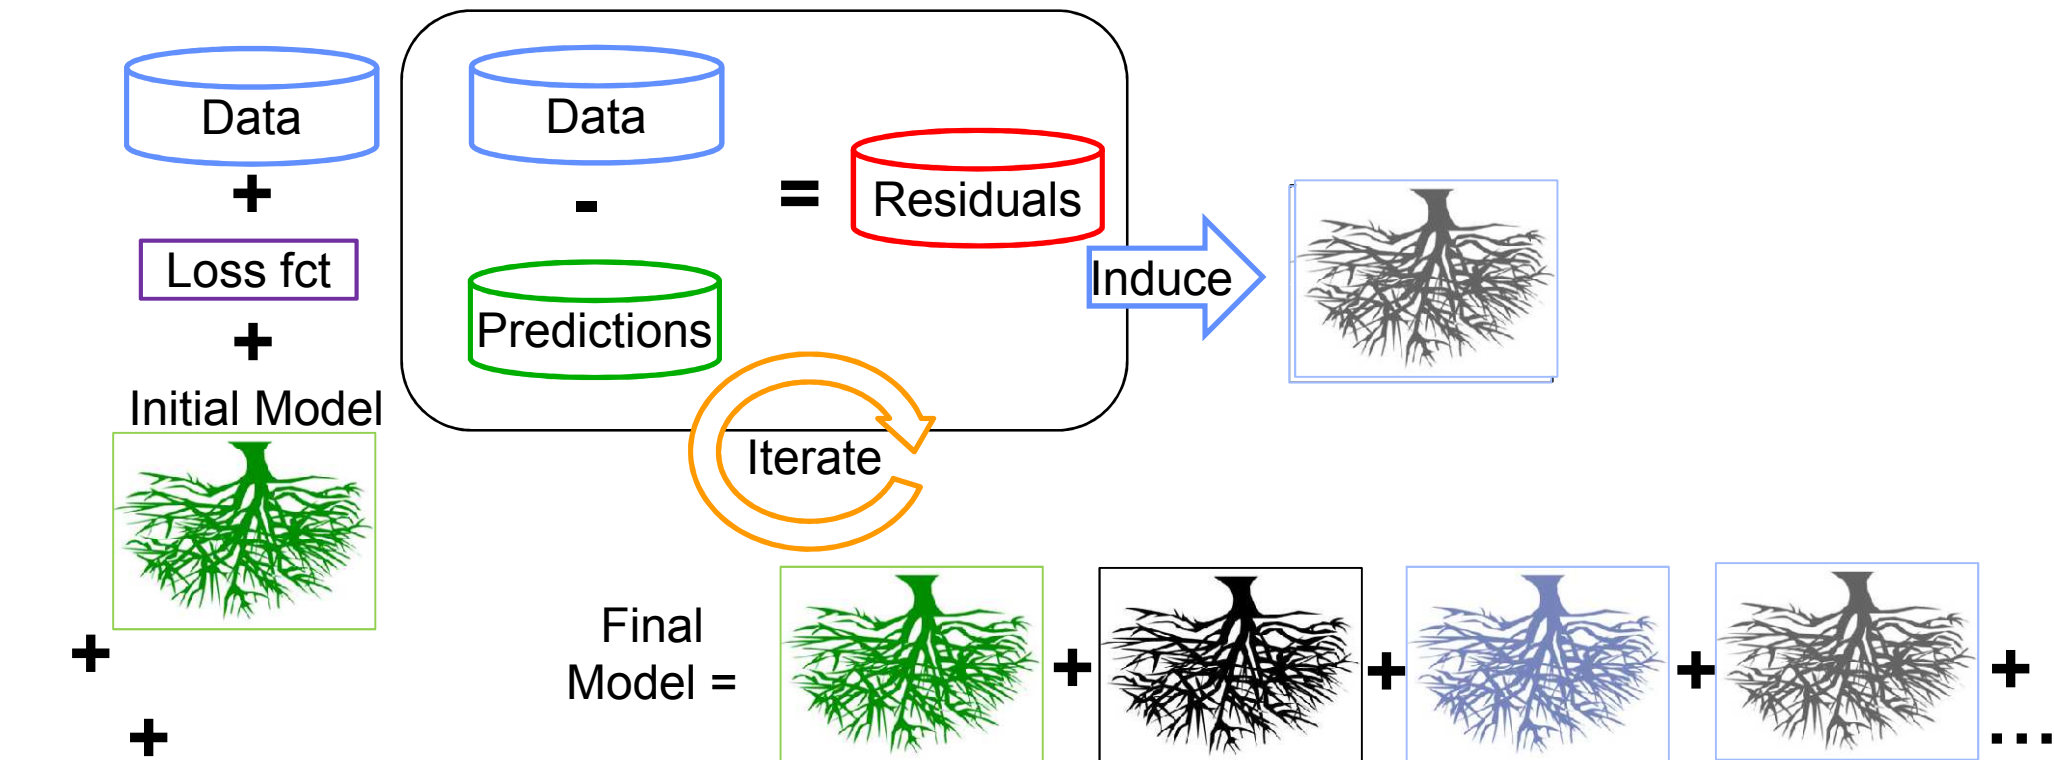 Data
+
Loss fct
+
Initial Model
+
+
Data
-
Predictions
=
Residuals
Induce
Iterate
Final
Model =
+
+
+
+
...